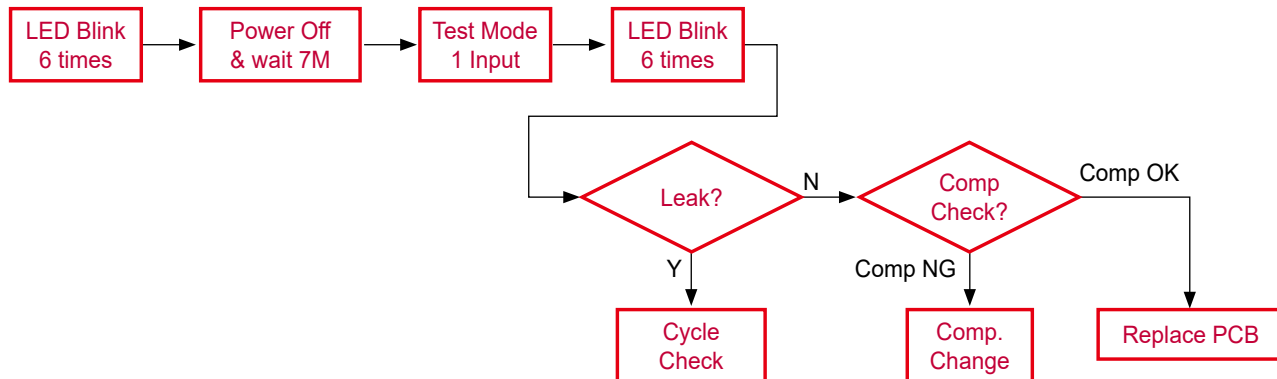 LED Blink
6 times
Power Off
& wait 7M
Test Mode
1 Input
LED Blink
6 times
Leak?
N
Comp
Check?
Comp OK
Y
Comp NG
Cycle
Check
Comp.
Change
Replace PCB